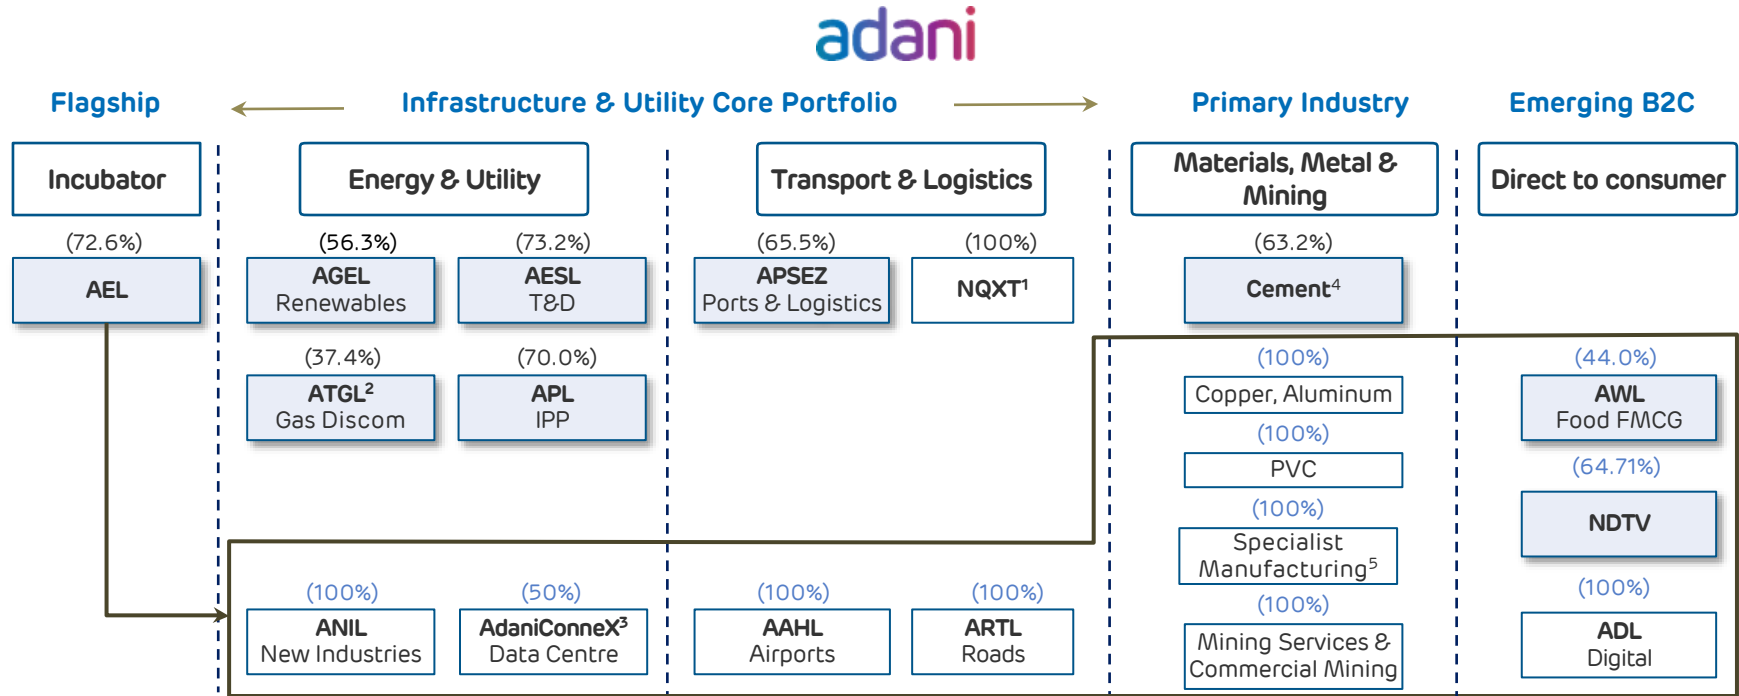 adani
Flagship
Infrastructure & Utility Core Portfolio
Primary Industry
Emerging B2C
Incubator
Energy & Utility
Transport & Logistics
Materials, Metal &
Mining
Direct to consumer
(72.6%)
(56.3%)
(73.2%)
(65.5%)
(100%)
(63.2%)
AEL
AGEL
Renewables
AESL
T&D
APSEZ
Ports & Logistics
NQXT¹
Cement⁴
(37.4%)
(70.0%)
(100%)
(44.0%)
ATGL²
Gas Discom
APL
IPP
Copper, Aluminum
AWL
Food FMCG
(100%)
PVC
(64.71%)
NDTV
(100%)
Specialist
Manufacturing⁵
(100%)
(50%)
(100%)
(100%)
(100%)
(100%)
ANIL
New Industries
AdaniConneX³
Data Centre
AAHL
Airports
ARTL
Roads
Mining Services &
Commercial Mining
ADL
Digital